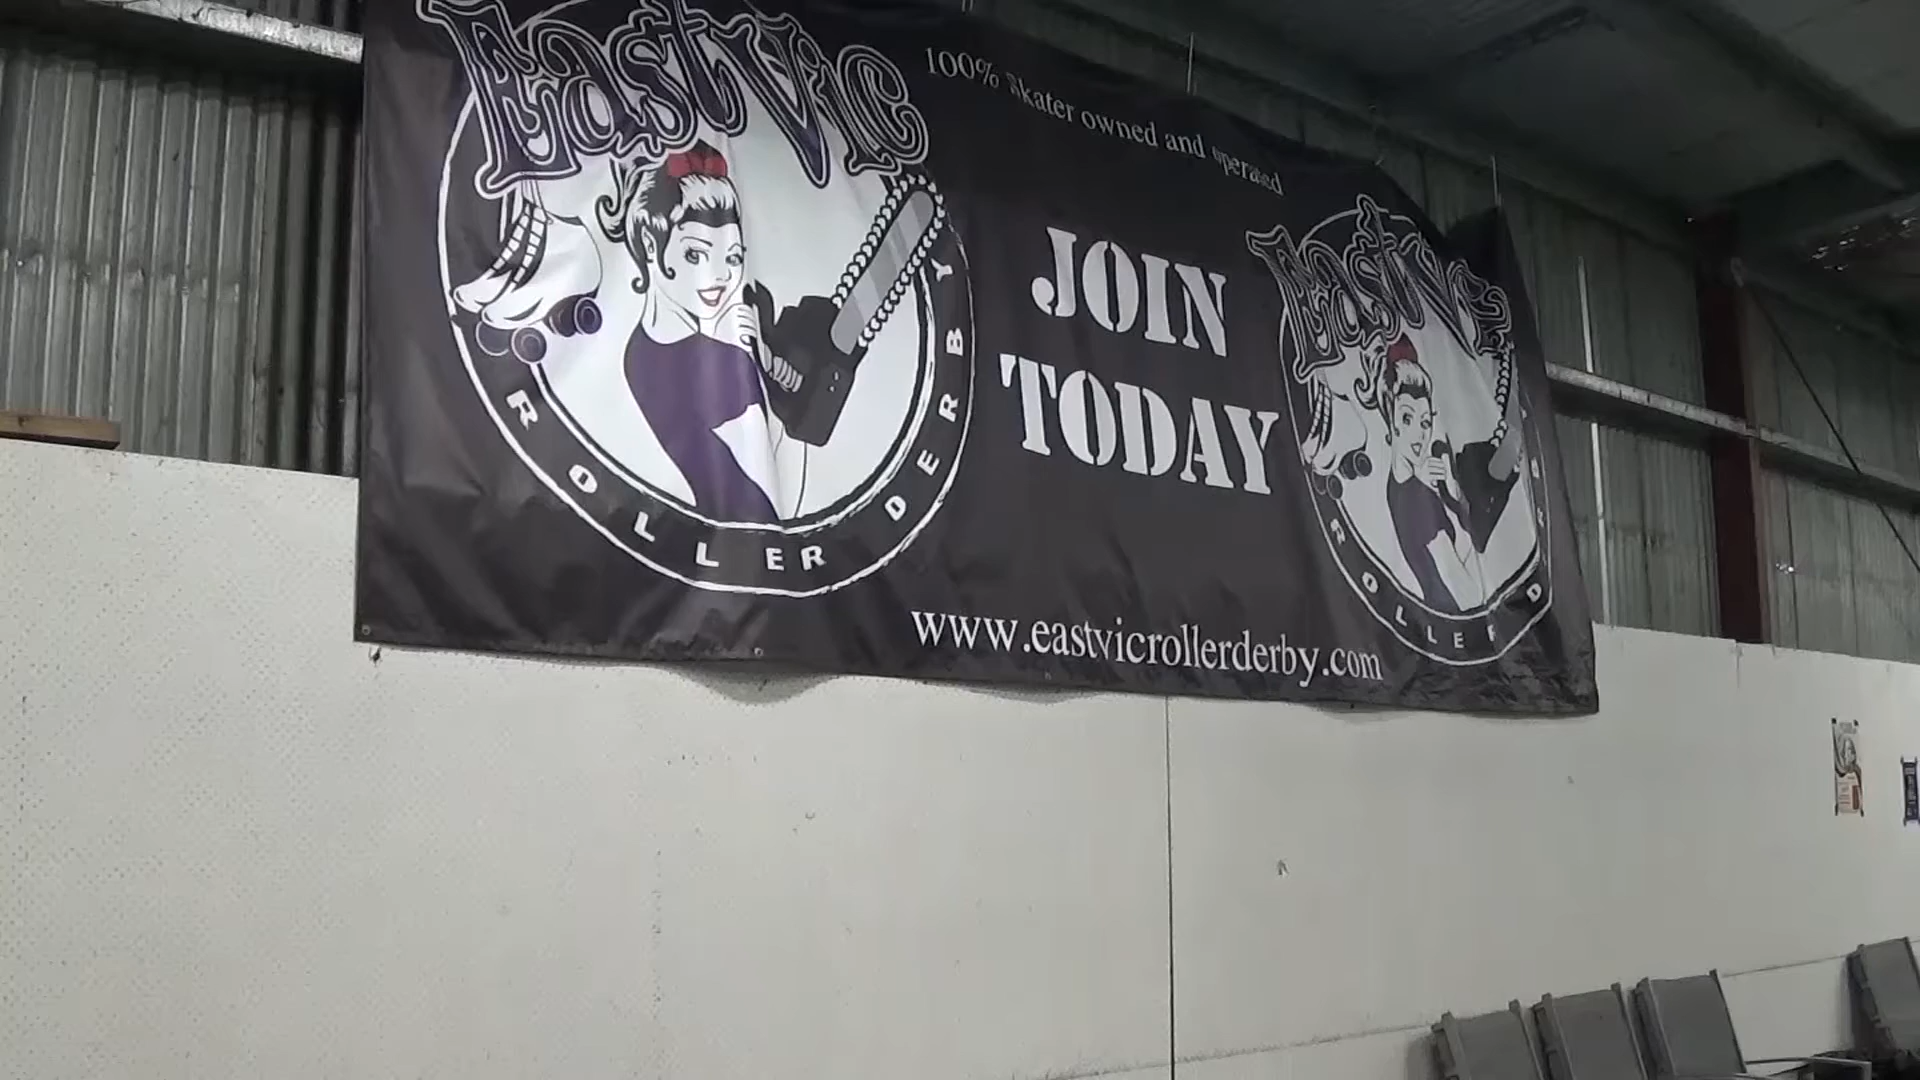 EastVic
ROLLER DERBY
100% Skater owned and operated
JOIN
TODAY
www.eastvicrollerderby.com
EastVic
ROLLER D